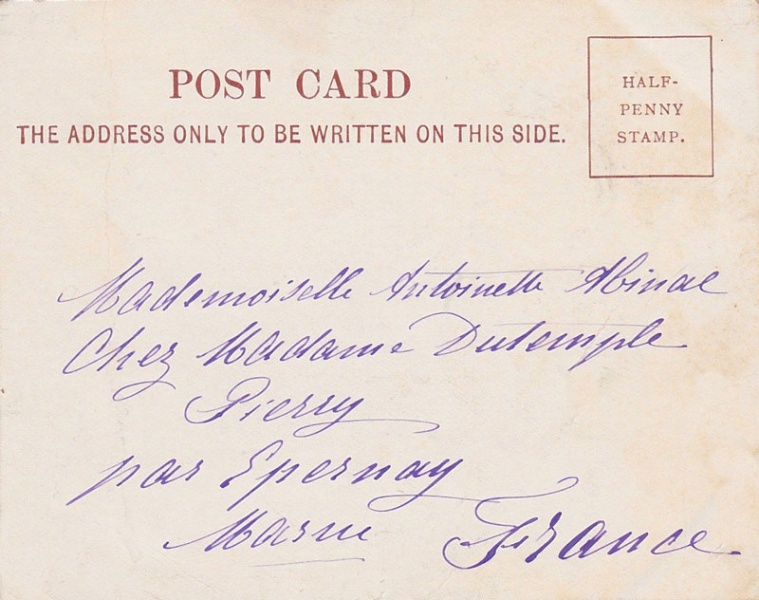 POST CARD
THE ADDRESS ONLY TO BE WRITTEN ON THIS SIDE.
HALF-
PENNY
STAMP.
Mademoiselle Antoinette
Chez Madame Dutemple
Pierry
par Epernay
Marne France